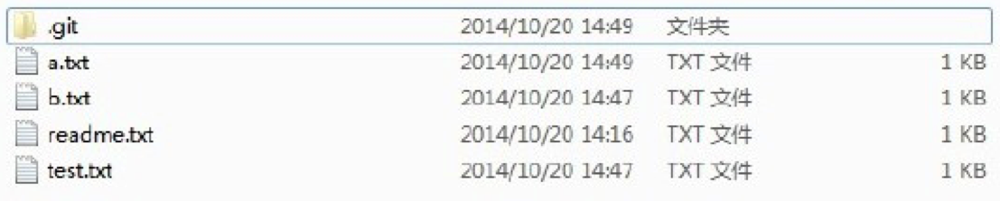 .git 2014/10/20 14:49 文件夹
a.txt 2014/10/20 14:49 TXT 文件 1 KB
b.txt 2014/10/20 14:47 TXT 文件 1 KB
readme.txt 2014/10/20 14:16 TXT 文件 1 KB
test.txt 2014/10/20 14:47 TXT 文件 1 KB